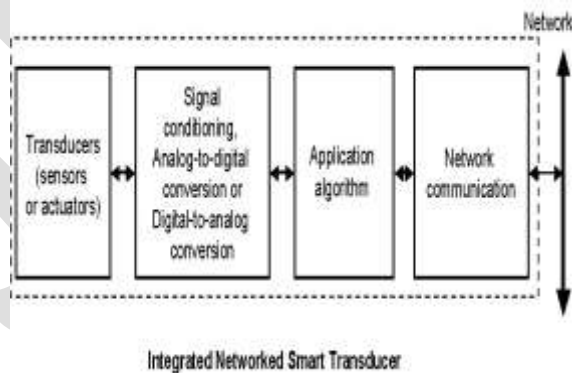 Network
Transducers
(sensors
or actuators)
Signal
conditioning,
Analog-to-digital
conversion or
Digital-to-analog
conversion
Application
algorithm
Network
communication
Integrated Networked Smart Transducer